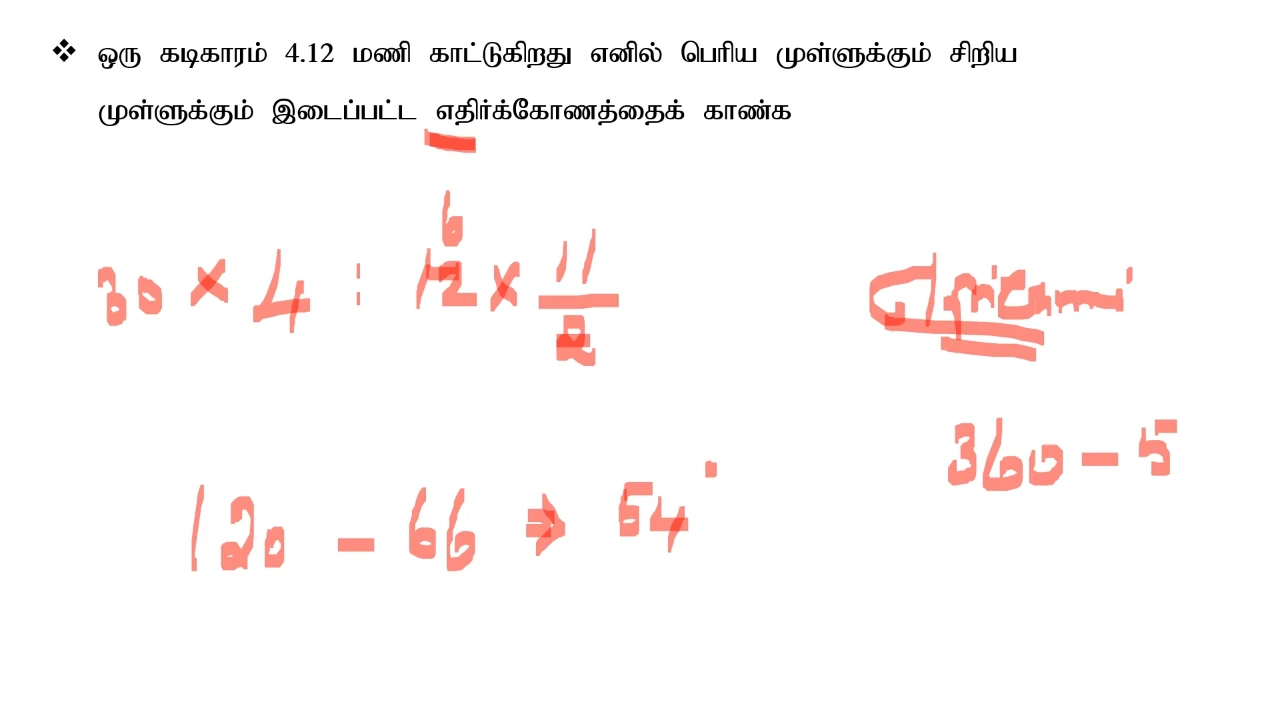 ❖ ஒரு கடிகாரம் 4.12 மணி காட்டுகிறது எனில் பெரிய முள்ளுக்கும் சிறிய
முள்ளுக்கும் இடைப்பட்ட எதிர்க்கோணத்தைக் காண்க
6
30 × 4 : 12 × 11/2
360 - 5
120 - 66 → 54°